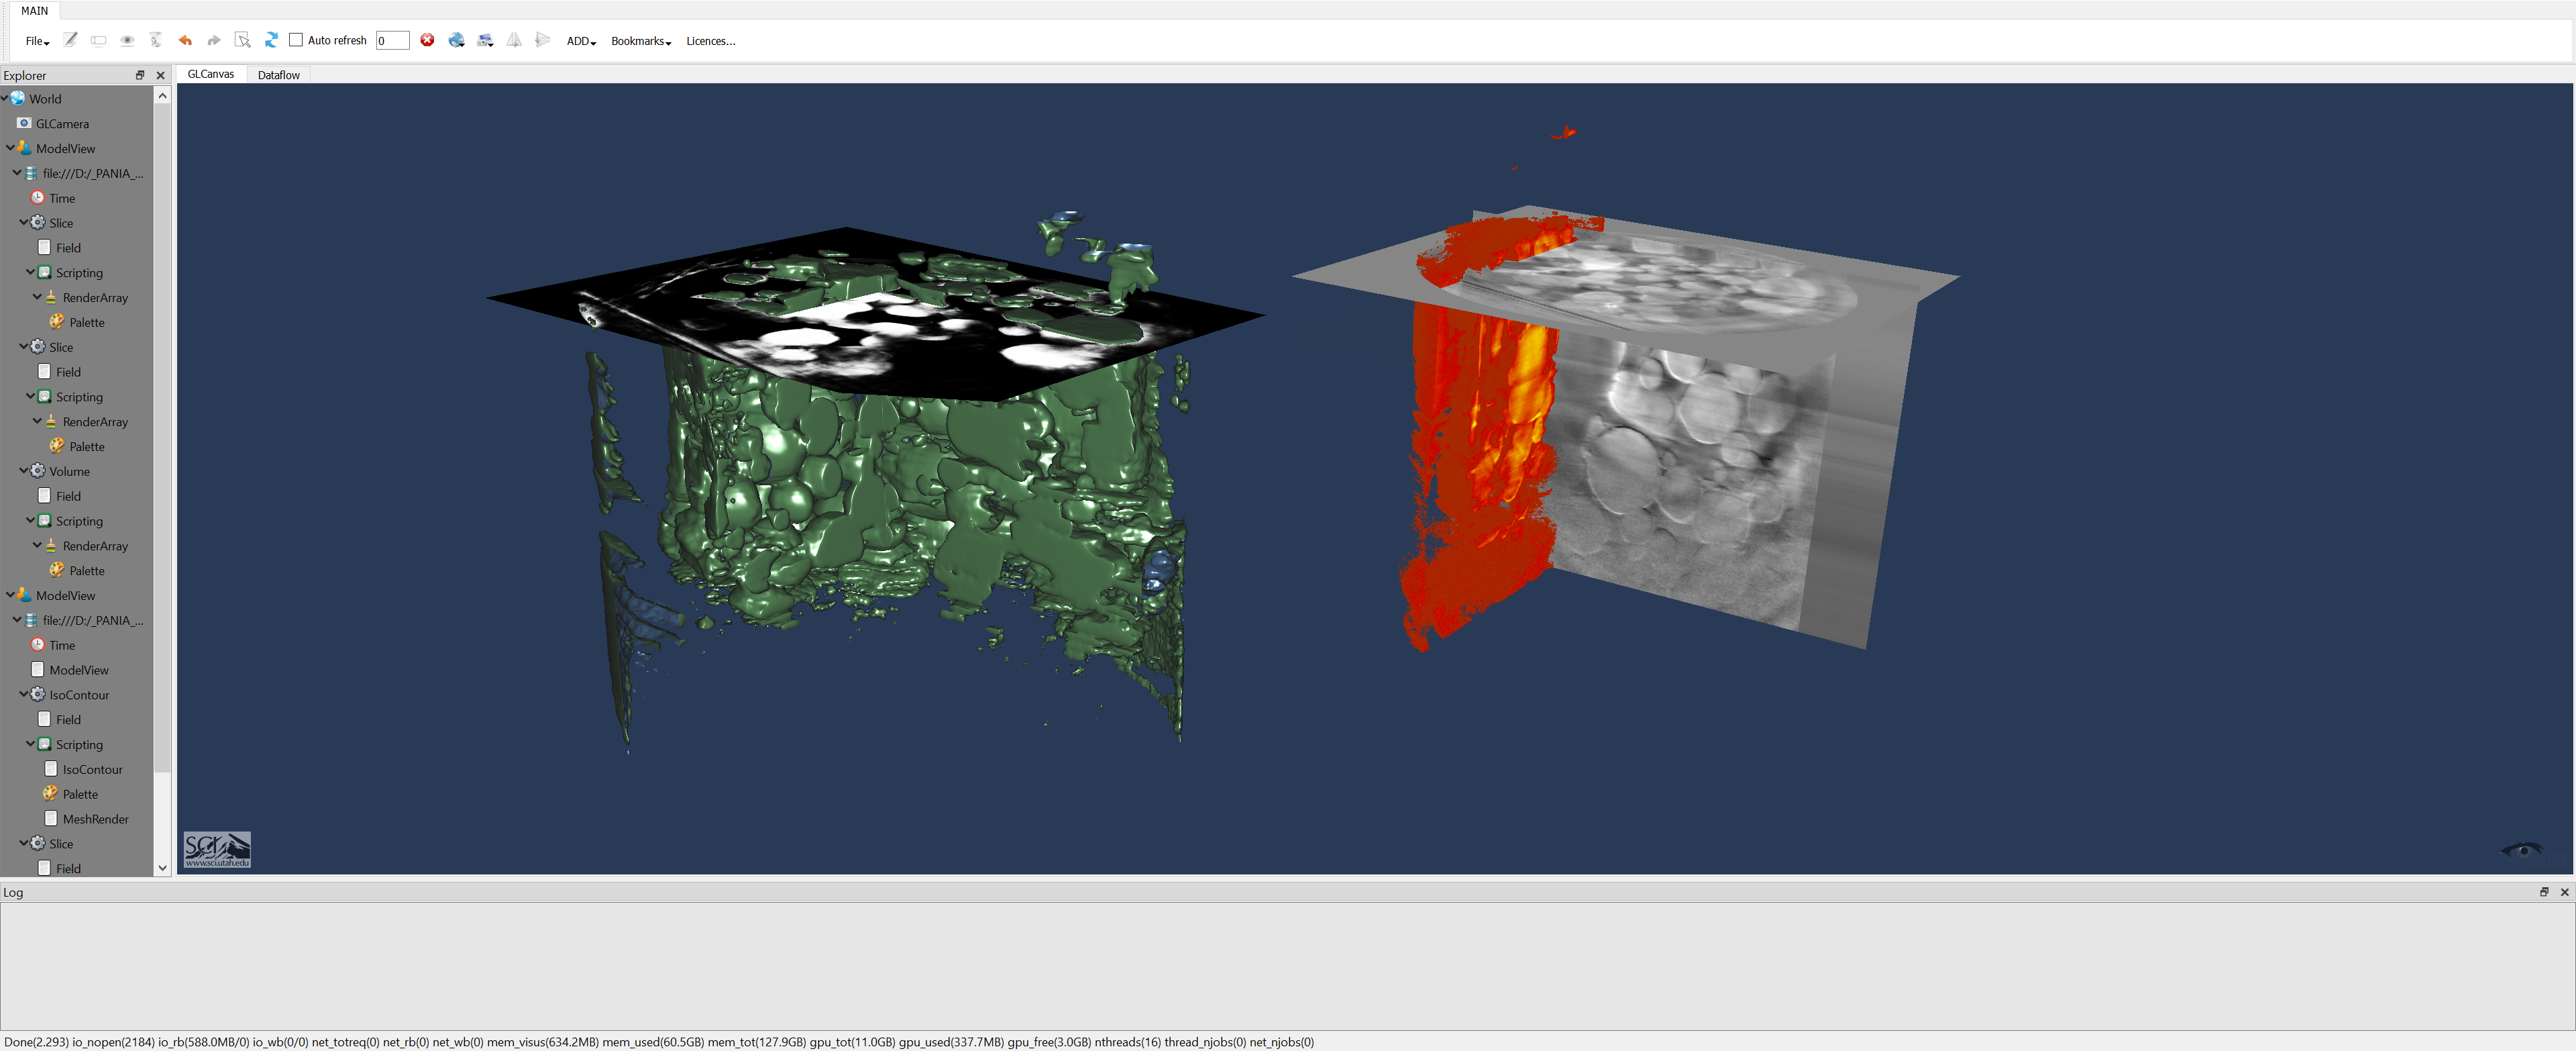 MAIN
File
Auto refresh
0
ADD
Bookmarks
Licences...
Explorer
GLCanvas
Dataflow
World
GLCamera
ModelView
file:///D:/_PANIA_...
Time
Slice
Field
Scripting
RenderArray
Palette
Slice
Field
Scripting
RenderArray
Palette
Volume
Field
Scripting
RenderArray
Palette
ModelView
file:///D:/_PANIA_...
Time
ModelView
IsoContour
Field
Scripting
IsoContour
Palette
MeshRender
Slice
Field
SCI
www.sci.utah.edu
Log
Done(2.293) io_nopen(2184) io_rb(588.0MB/0) io_wb(0/0) net_totreq(0) net_rb(0) net_wb(0) mem_visus(634.2MB) mem_used(60.5GB) mem_tot(127.9GB) gpu_tot(11.0GB) gpu_used(337.7MB) gpu_free(3.0GB) nthreads(16) thread_njobs(0) net_njobs(0)